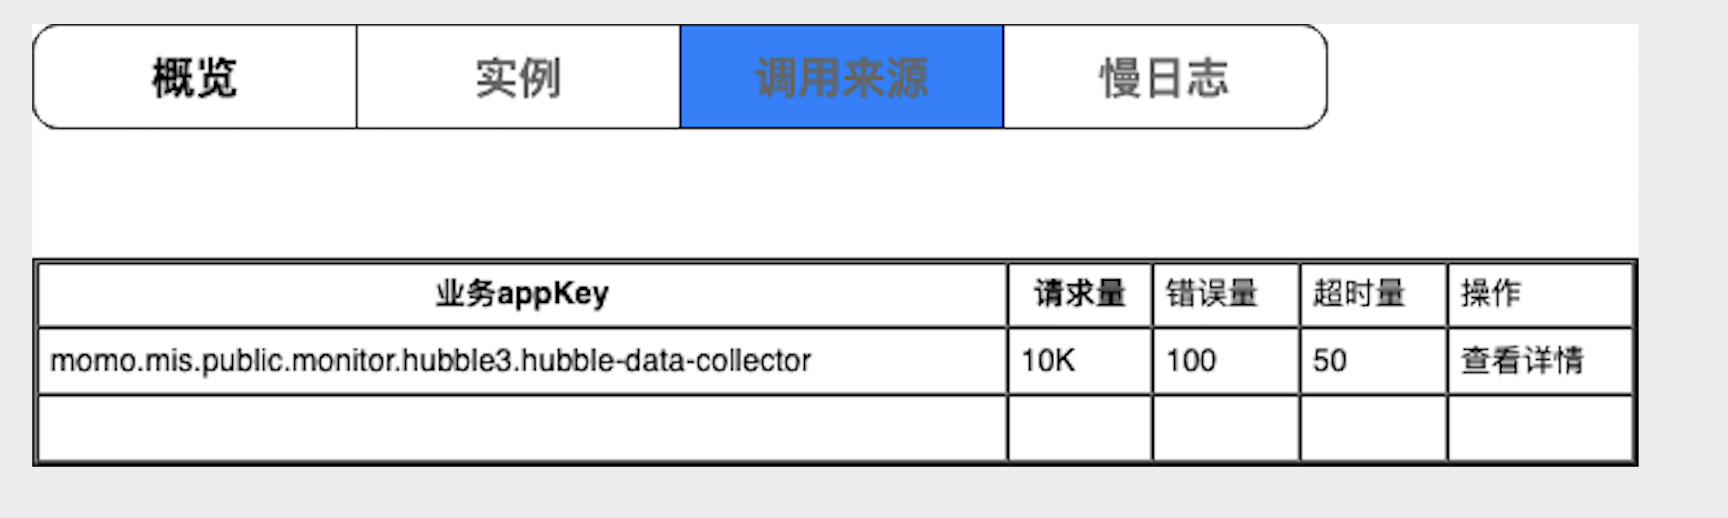 概览 实例 调用来源 慢日志
业务appKey 请求量 错误量 超时量 操作
momo.mis.public.monitor.hubble3.hubble-data-collector 10K 100 50 查看详情